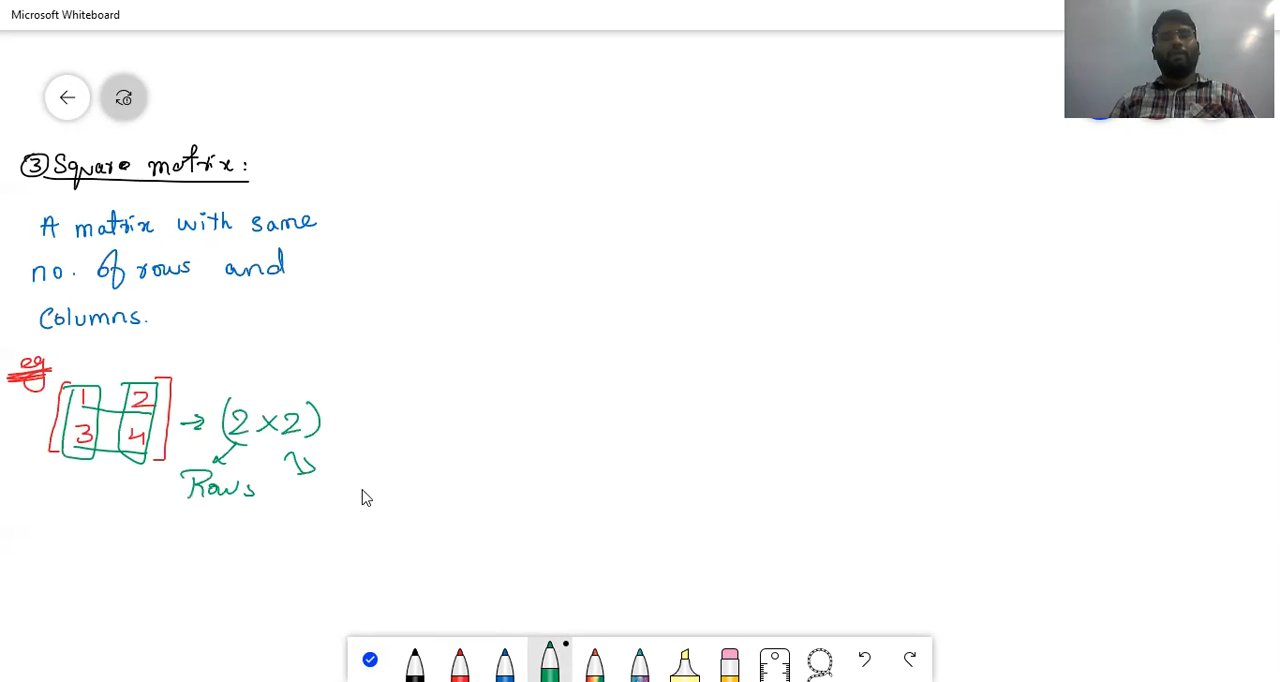 Microsoft Whiteboard
③ Square matrix:
A matrix with same
no. of rows and
columns.
eg
[1 2
3 4] → (2 × 2)
Rows